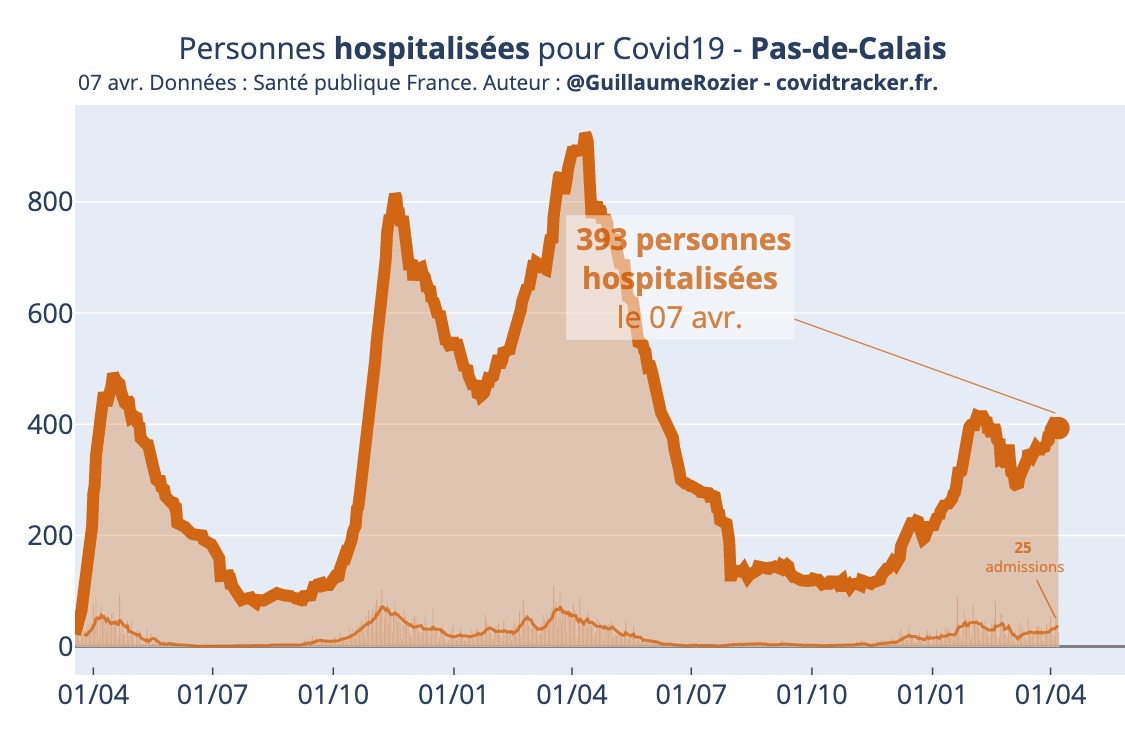 Personnes hospitalisées pour Covid19 - Pas-de-Calais
07 avr. Données : Santé publique France. Auteur : @GuillaumeRozier - covidtracker.fr.
800
600
400
200
0
393 personnes
hospitalisées
le 07 avr.
25
admissions
01/04 01/07 01/10 01/01 01/04 01/07 01/10 01/01 01/04